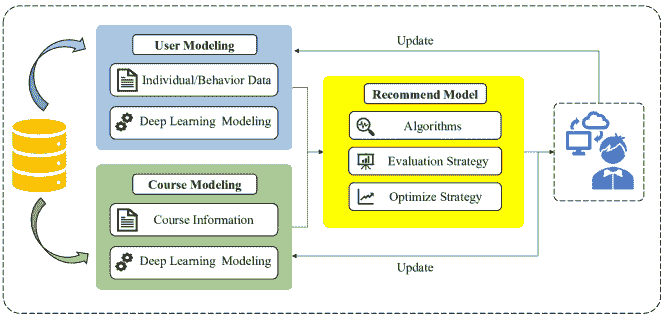 User Modeling
Individual/Behavior Data
Deep Learning Modeling
Course Modeling
Course Information
Deep Learning Modeling
Recommend Model
Algorithms
Evaluation Strategy
Optimize Strategy
Update
Update